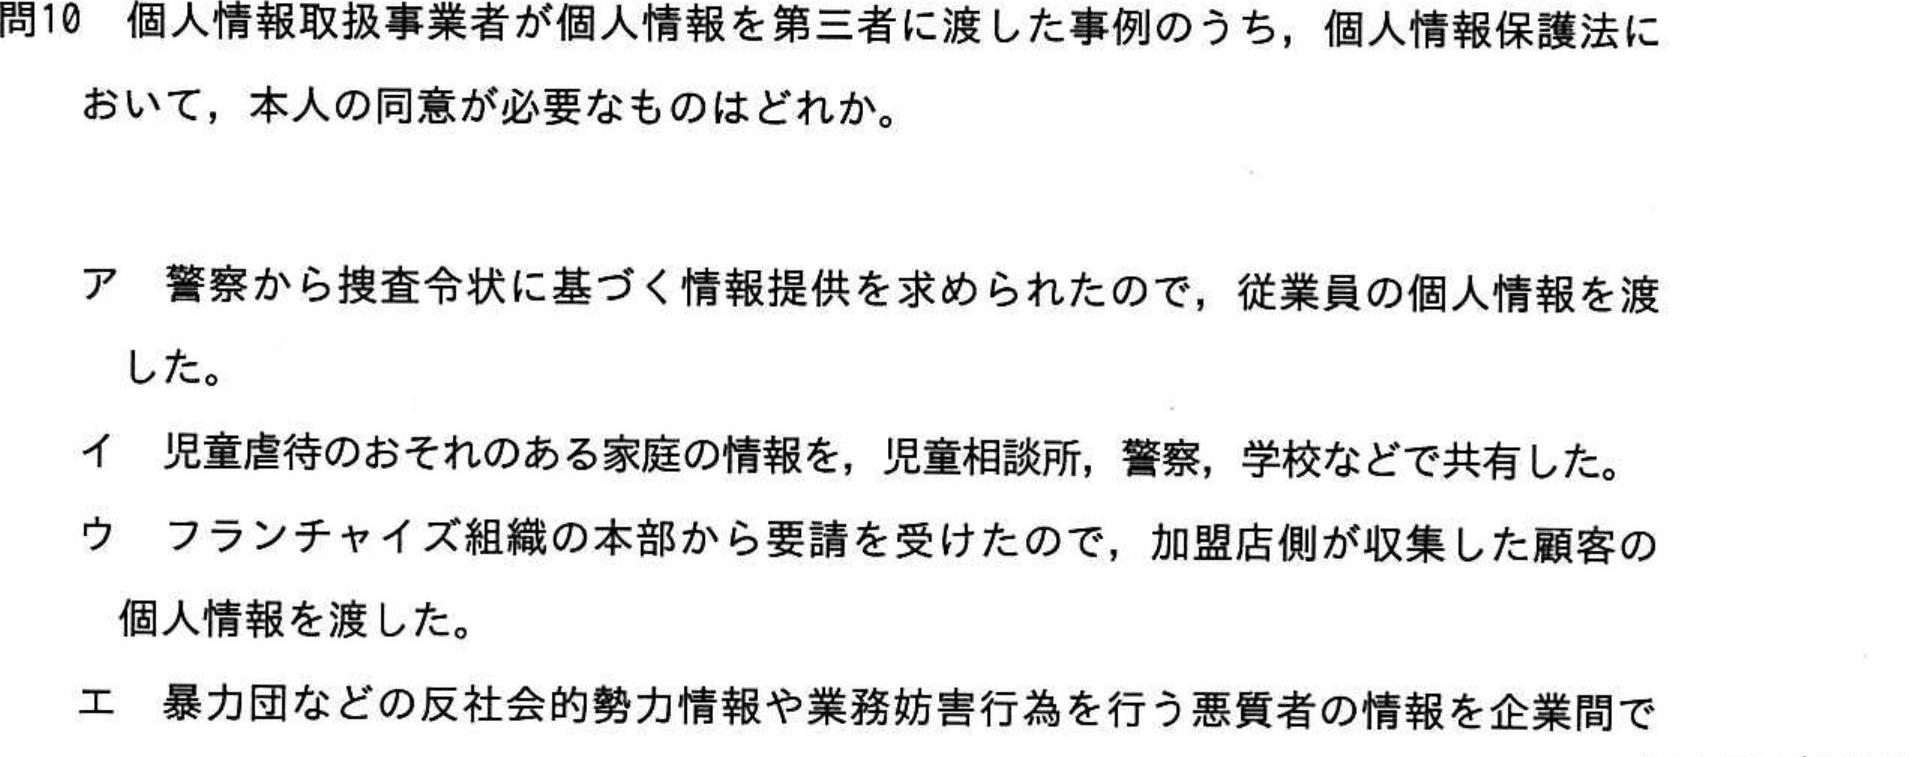 問10　個人情報取扱事業者が個人情報を第三者に渡した事例のうち，個人情報保護法に
おいて，本人の同意が必要なものはどれか。
ア　警察から捜査令状に基づく情報提供を求められたので，従業員の個人情報を渡
した。
イ　児童虐待のおそれのある家庭の情報を，児童相談所，警察，学校などで共有した。
ウ　フランチャイズ組織の本部から要請を受けたので，加盟店側が収集した顧客の
個人情報を渡した。
エ　暴力団などの反社会的勢力情報や業務妨害行為を行う悪質者の情報を企業間で